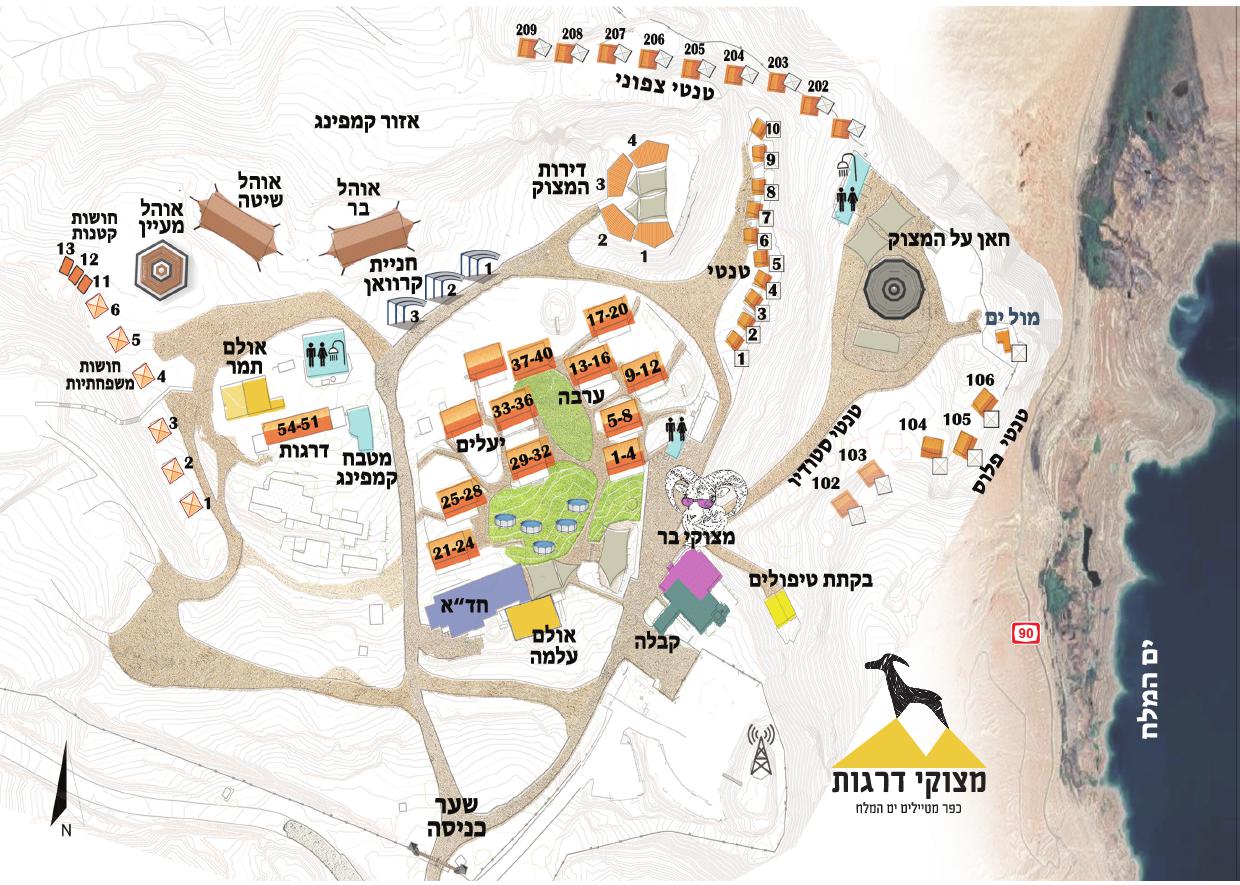 209
208
207
206
205
204
203
202
טנטי צפוני
אזור קמפינג
10
9
8
7
6
5
4
3
2
1
טנטי
דירות
המצוק
4
3
2
1
אוהל
שיטה
אוהל
בר
אוהל
מעיין
חושות
קטנות
13
12
11
6
5
4
חושות
משפחתיות
3
2
1
חניית
קרוואן
1
2
3
חאן על המצוק
מול ים
אולם
תמר
54-51
דרגות
מטבח
קמפינג
17-20
37-40
13-16
9-12
ערבה
33-36
5-8
יעלים
29-32
1-4
25-28
21-24
106
105
104
103
102
טנטי סטודיו
טנטי פלוס
מצוקי בר
בקתת טיפולים
חד״א
אולם
עלמה
קבלה
90
ים המלח
מצוקי דרגות
כפר מטיילים ים המלח
שער
כניסה
N